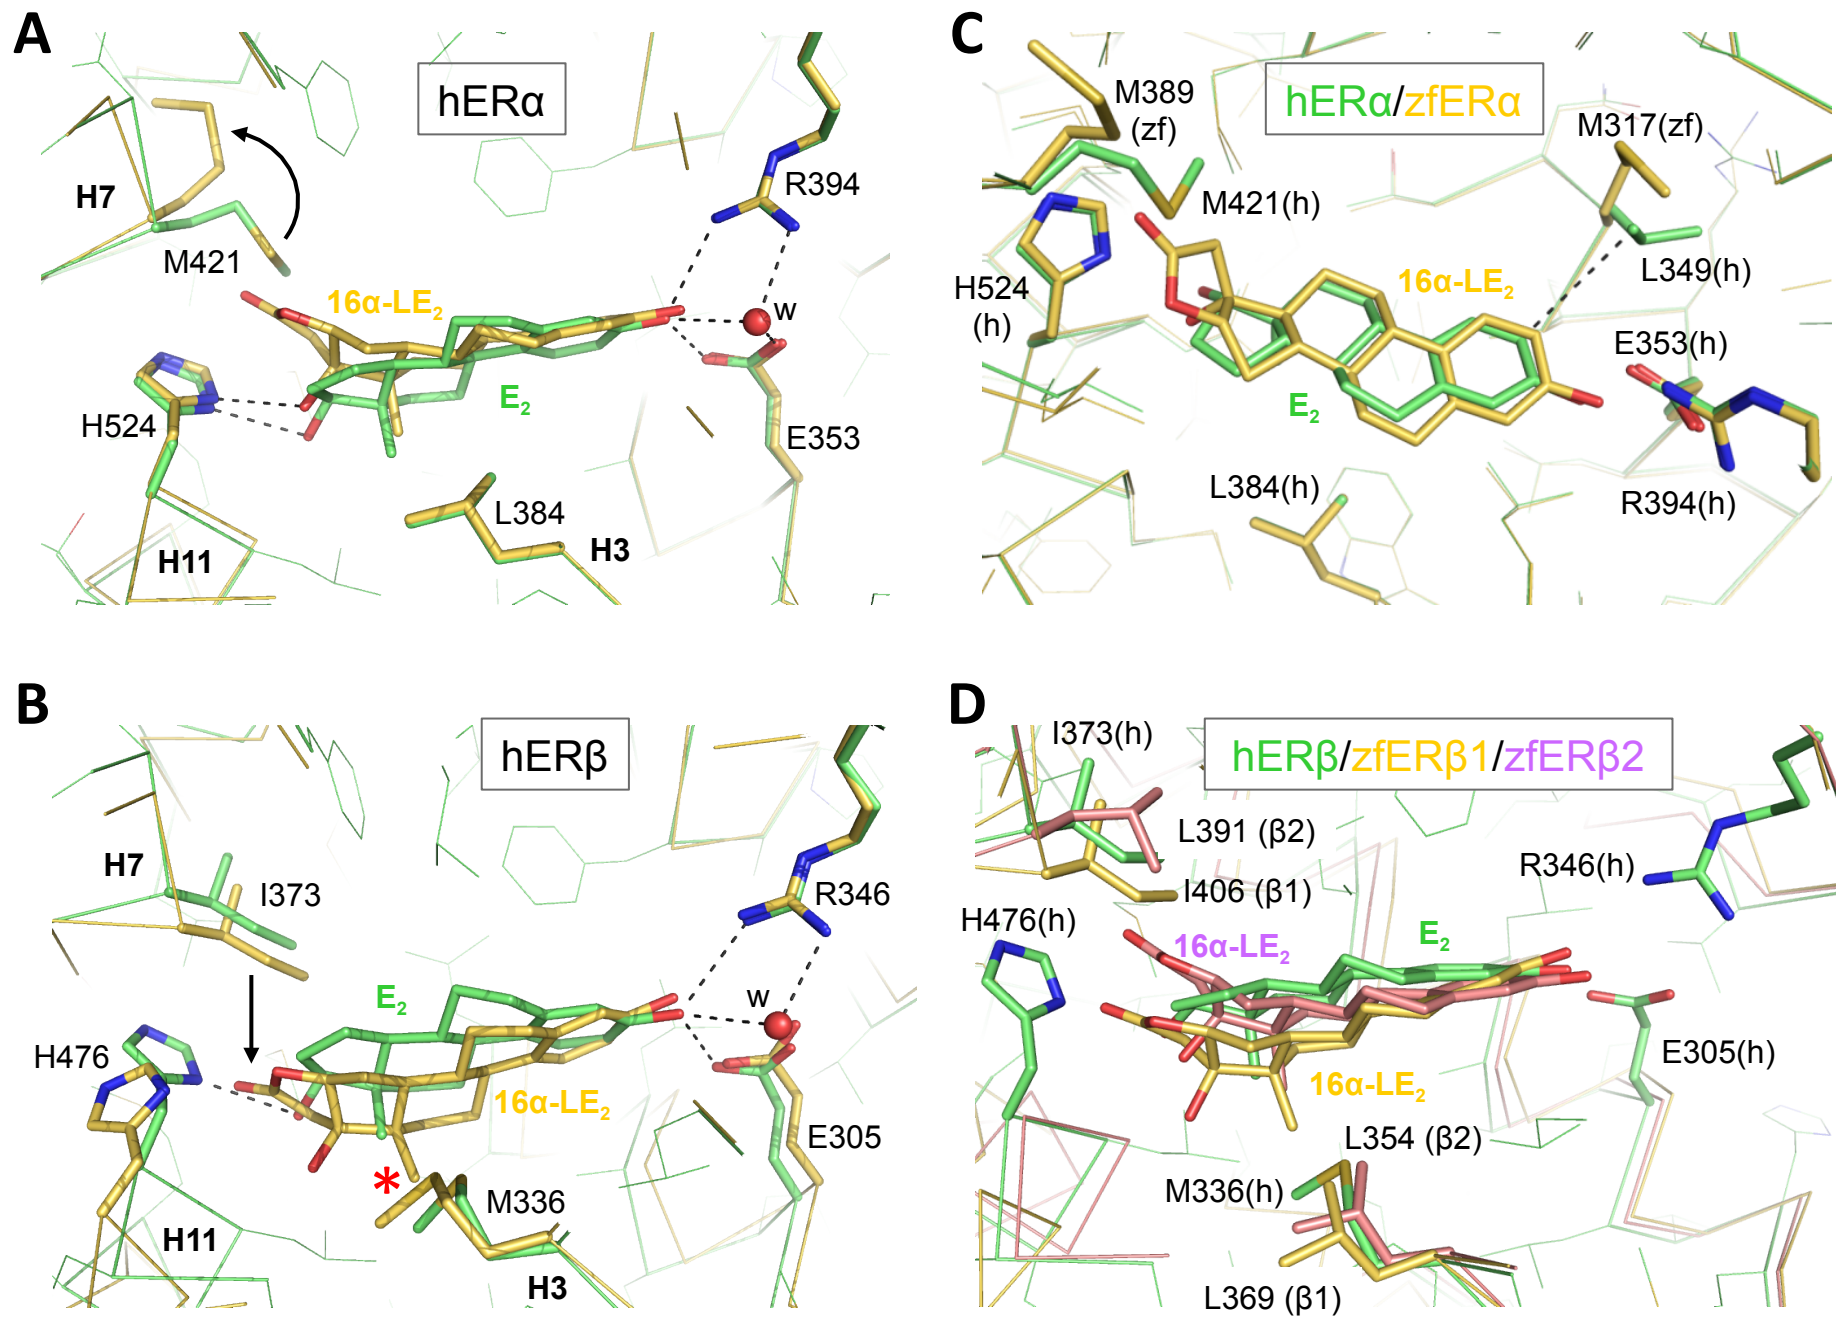 A
hERα
H7
M421
R394
16α-LE₂
w
E₂
H524
E353
L384
H3
H11
C
hERα/zfERα
M389
(zf)
M317(zf)
M421(h)
H524
(h)
L349(h)
16α-LE₂
E₂
E353(h)
L384(h)
R394(h)
B
hERβ
H7
I373
R346
E₂
w
H476
16α-LE₂
E305
*
M336
H11
H3
D
I373(h)
hERβ/zfERβ1/zfERβ2
L391 (β2)
R346(h)
I406 (β1)
H476(h)
16α-LE₂
E₂
E305(h)
16α-LE₂
L354 (β2)
M336(h)
L369 (β1)